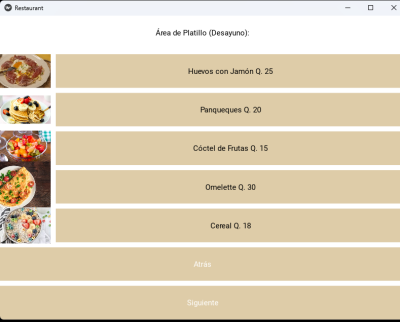 Restaurant
Área de Platillo (Desayuno):
Huevos con Jamón Q. 25
Panqueques Q. 20
Cóctel de Frutas Q. 15
Omelette Q. 30
Cereal Q. 18
Atrás
Siguiente